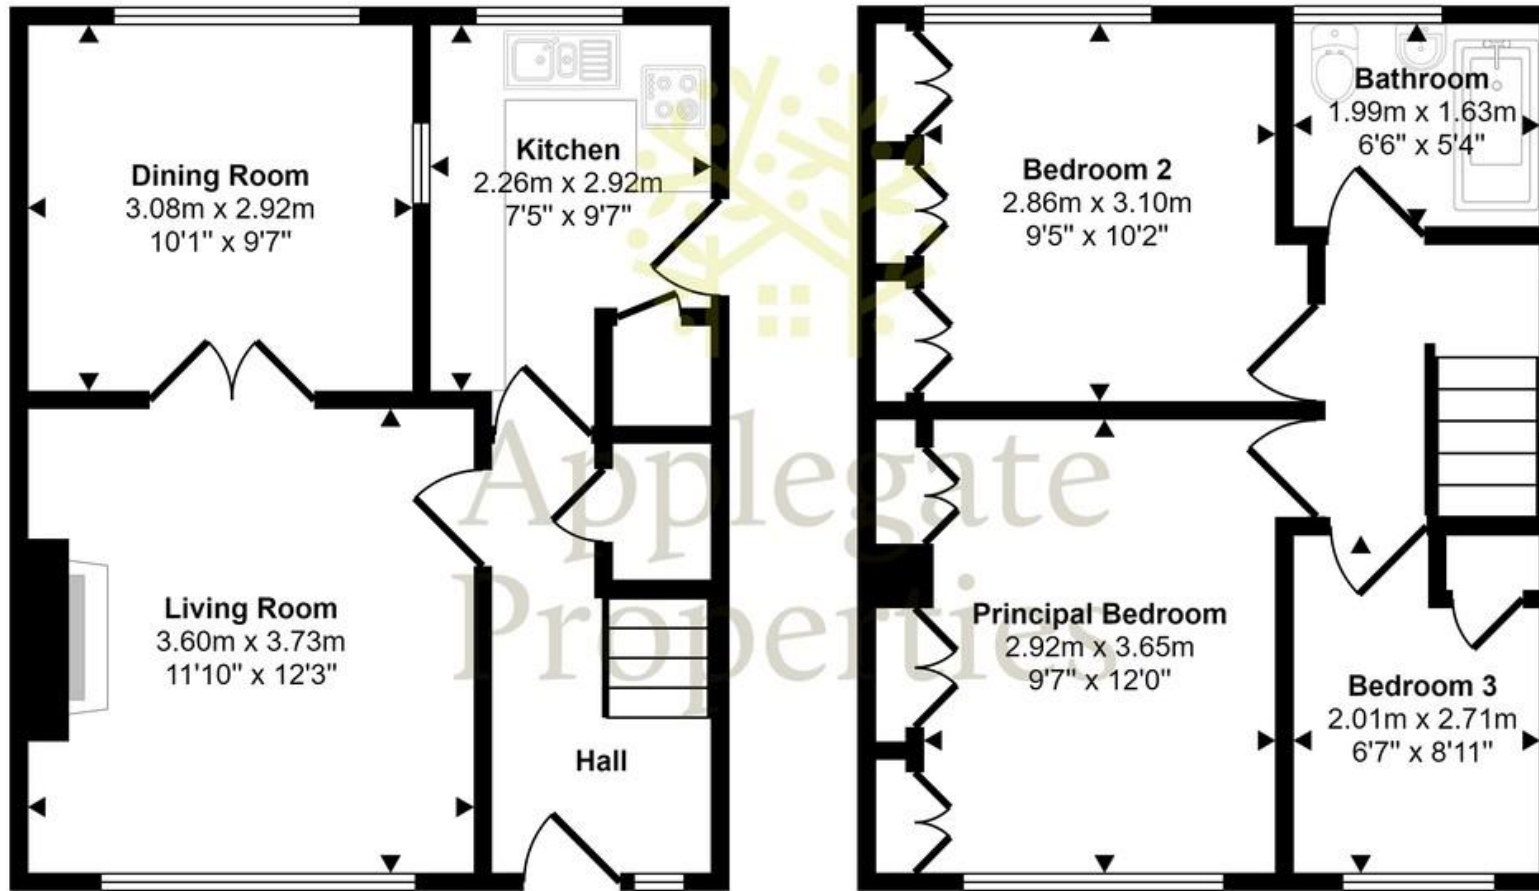 Dining Room
3.08m x 2.92m
10'1" x 9'7"
Kitchen
2.26m x 2.92m
7'5" x 9'7"
Living Room
3.60m x 3.73m
11'10" x 12'3"
Hall
Bedroom 2
2.86m x 3.10m
9'5" x 10'2"
Bathroom
1.99m x 1.63m
6'6" x 5'4"
Principal Bedroom
2.92m x 3.65m
9'7" x 12'0"
Bedroom 3
2.01m x 2.71m
6'7" x 8'11"
Applegate
Properties